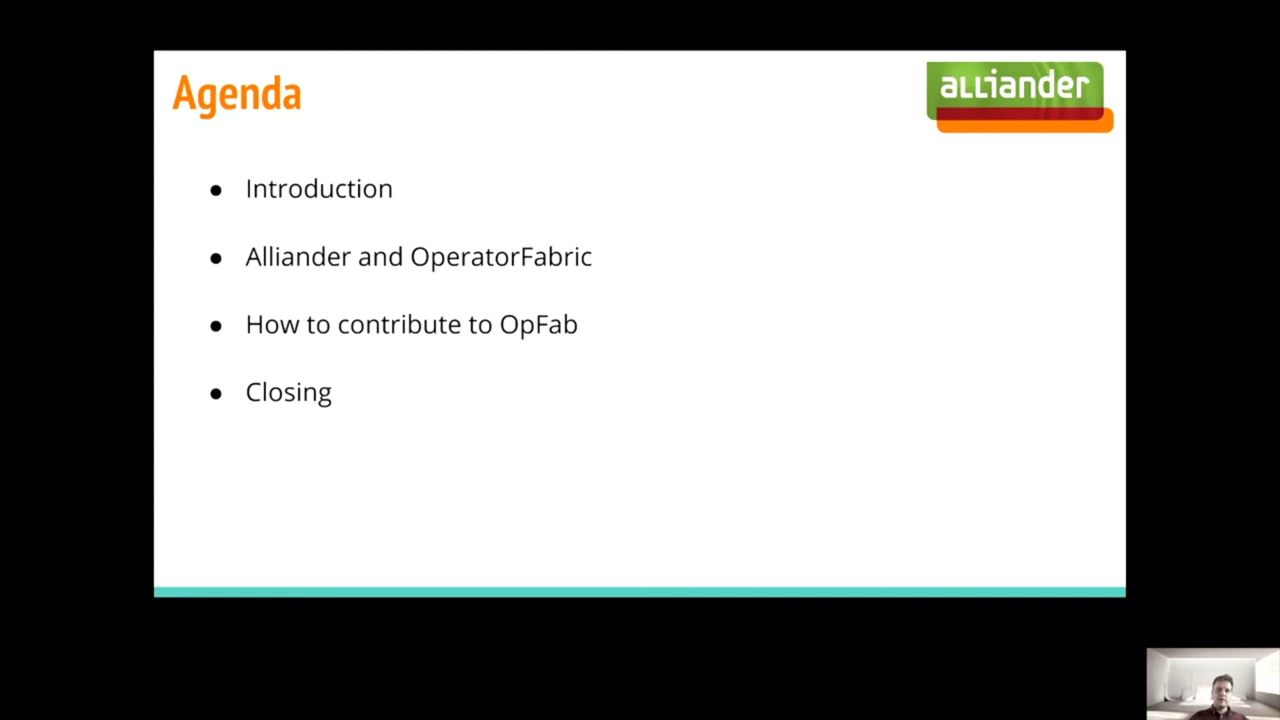 Agenda
alliander
● Introduction
● Alliander and OperatorFabric
● How to contribute to OpFab
● Closing